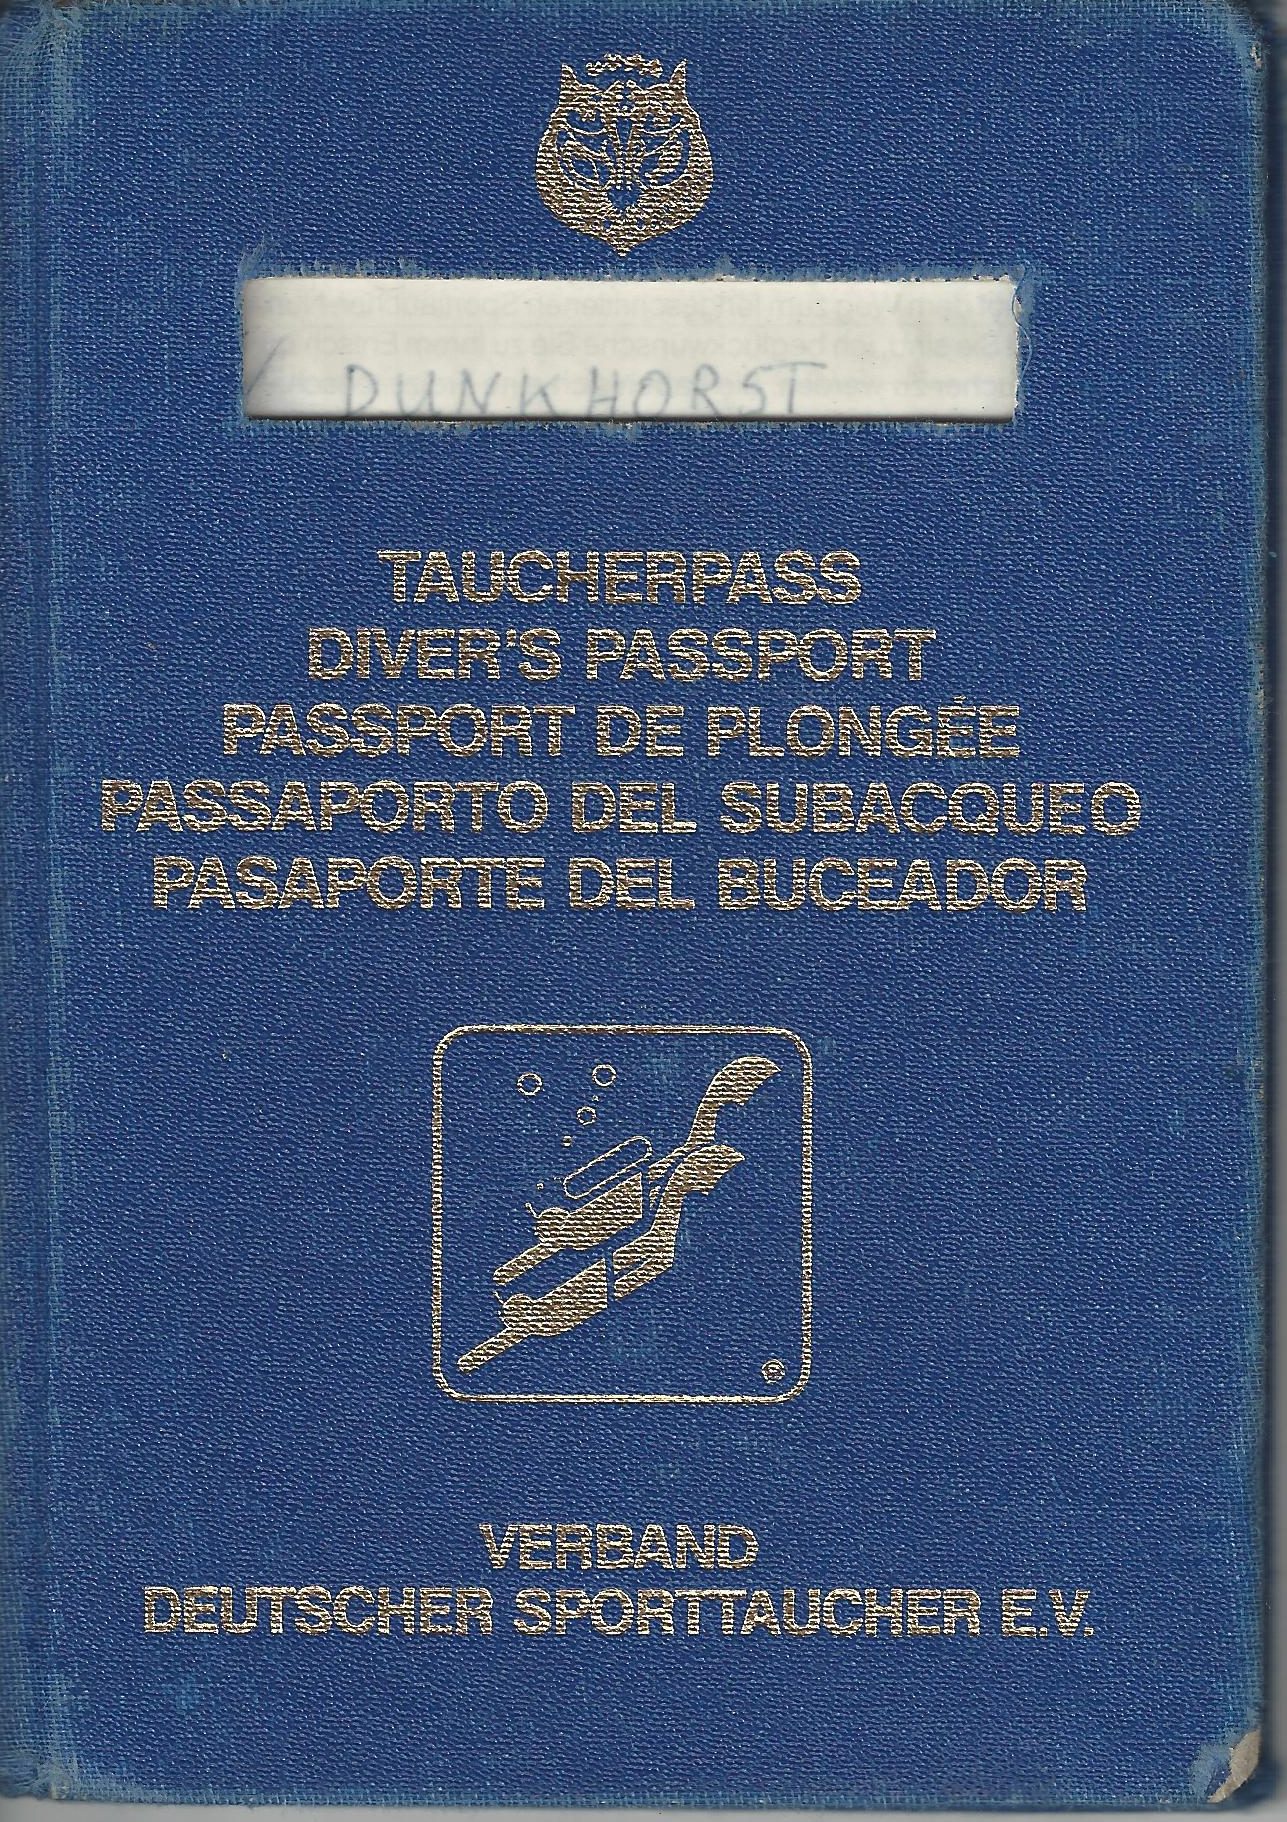 DUNKHORST
TAUCHERPASS
DIVER'S PASSPORT
PASSPORT DE PLONGÉE
PASSAPORTO DEL SUBACQUEO
PASAPORTE DEL BUCEADOR
®
VERBAND
DEUTSCHER SPORTTAUCHER E.V.